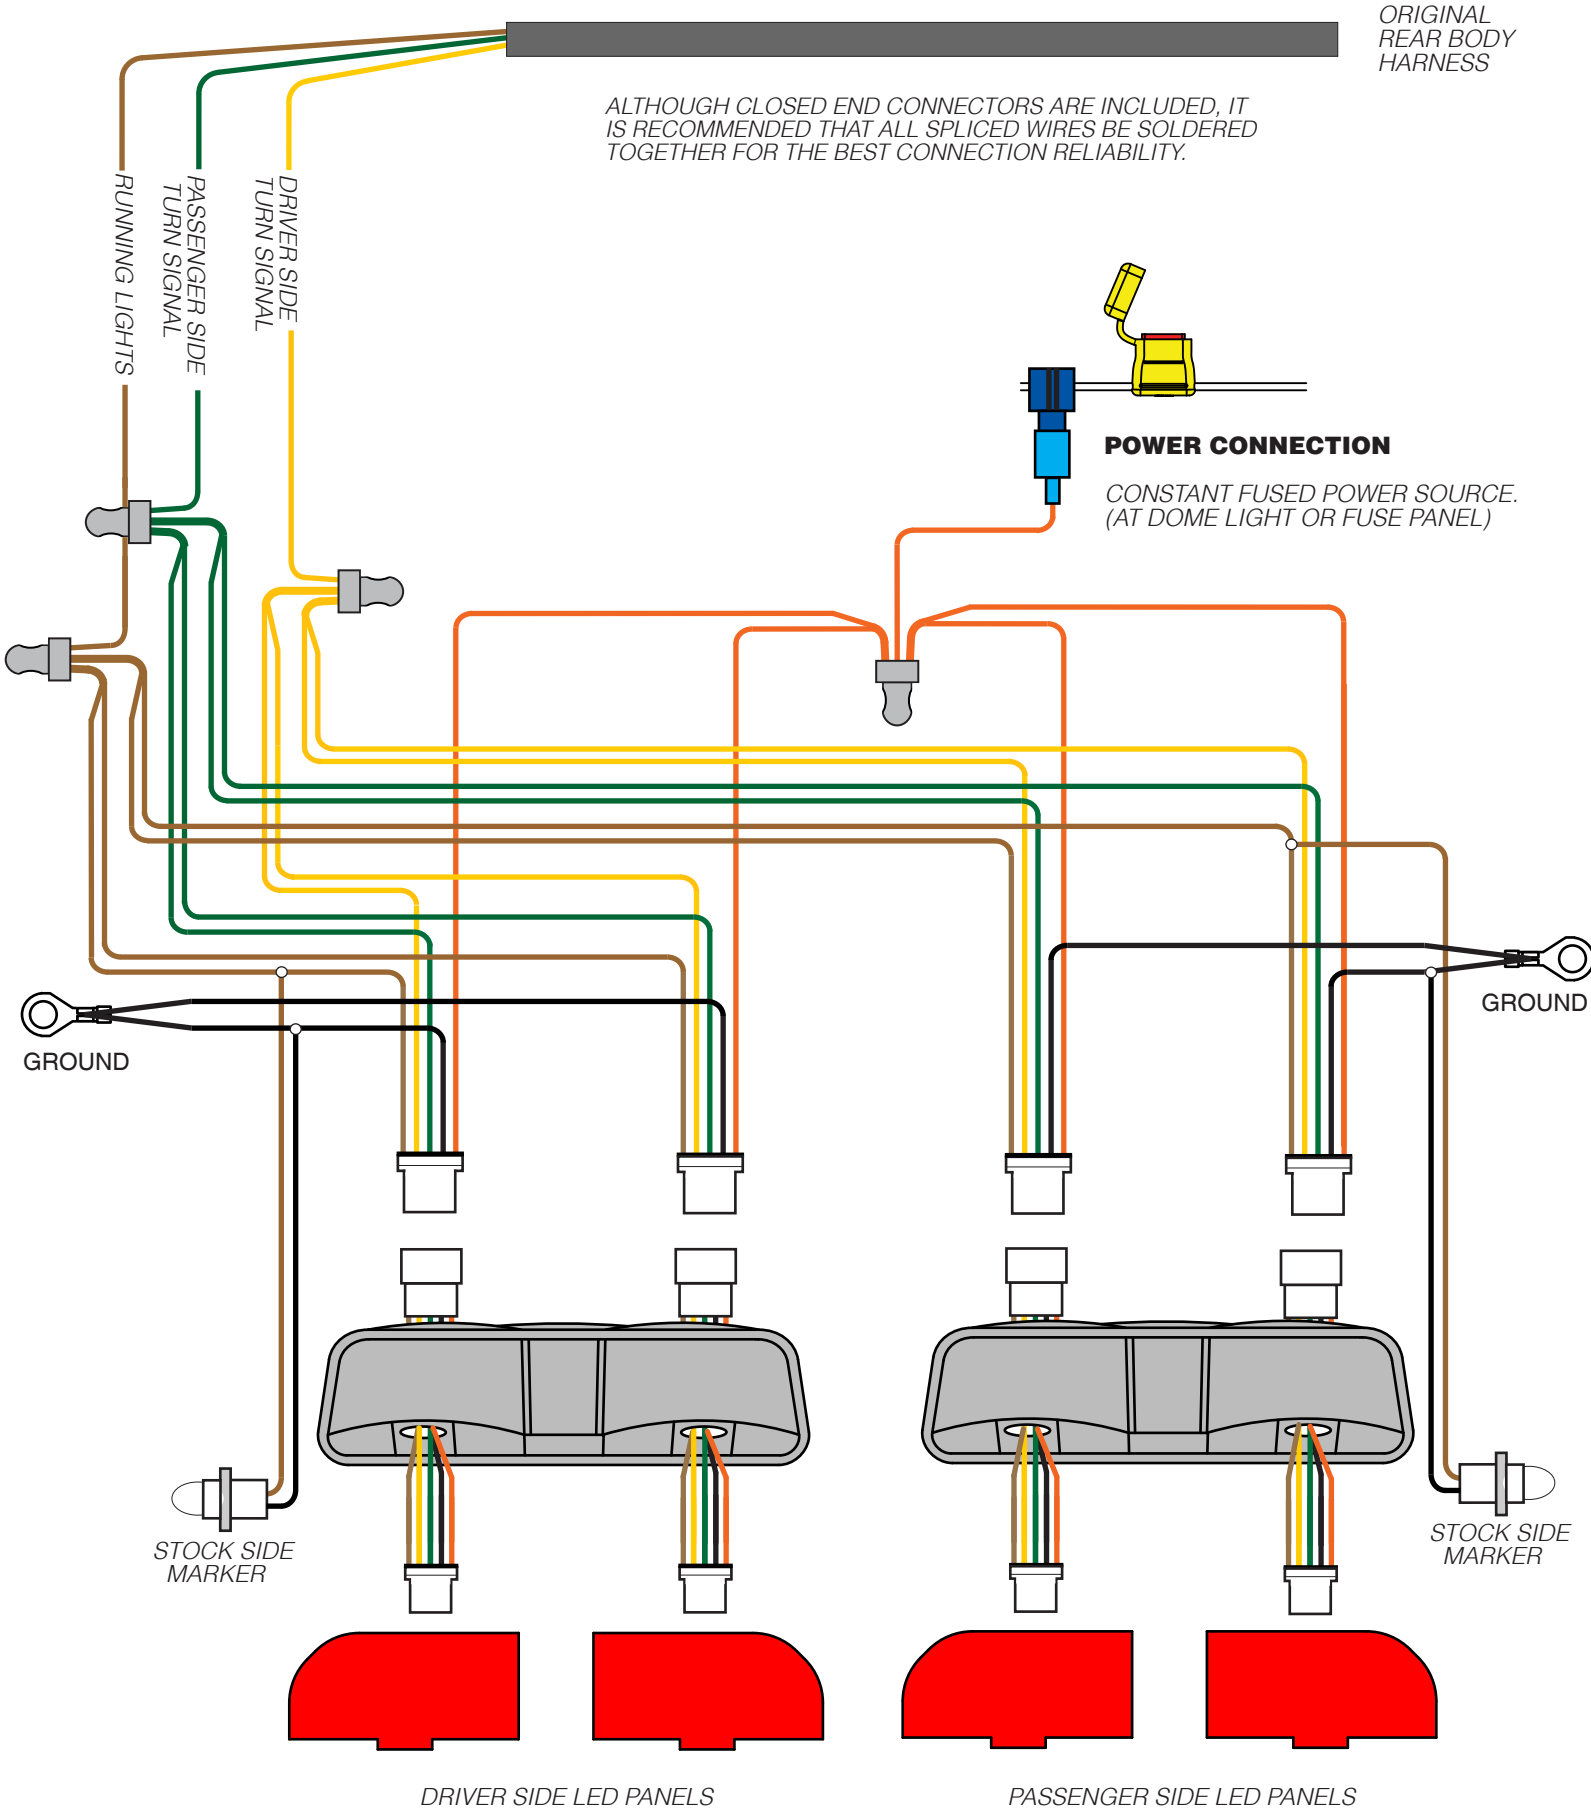 ORIGINAL
REAR BODY
HARNESS
ALTHOUGH CLOSED END CONNECTORS ARE INCLUDED, IT
IS RECOMMENDED THAT ALL SPLICED WIRES BE SOLDERED
TOGETHER FOR THE BEST CONNECTION RELIABILITY.
RUNNING LIGHTS
PASSENGER SIDE
TURN SIGNAL
DRIVER SIDE
TURN SIGNAL
POWER CONNECTION
CONSTANT FUSED POWER SOURCE.
(AT DOME LIGHT OR FUSE PANEL)
GROUND
GROUND
STOCK SIDE
MARKER
STOCK SIDE
MARKER
DRIVER SIDE LED PANELS
PASSENGER SIDE LED PANELS